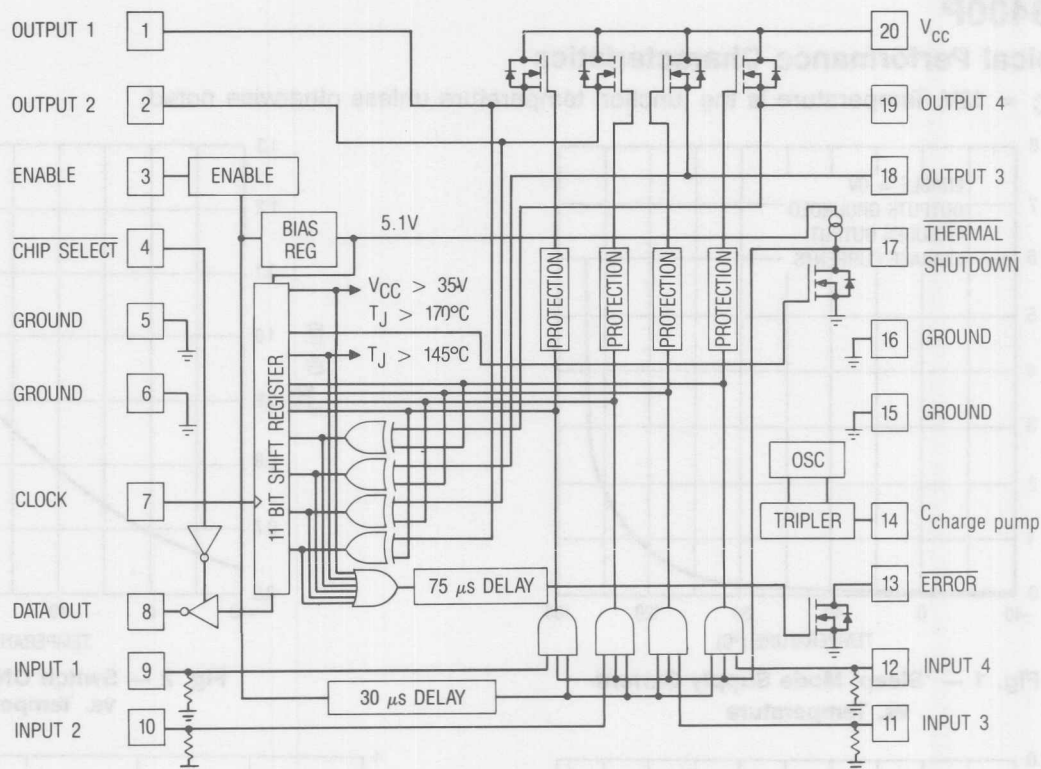 OUTPUT 1 1
OUTPUT 2 2
ENABLE 3 ENABLE
CHIP SELECT 4
GROUND 5
GROUND 6
CLOCK 7
DATA OUT 8
INPUT 1 9
INPUT 2 10
BIAS REG
5.1V
VCC > 35V
TJ > 170°C
TJ > 145°C
11 BIT SHIFT REGISTER
75 μs DELAY
30 μs DELAY
PROTECTION
PROTECTION
PROTECTION
PROTECTION
OSC
TRIPLER
20 VCC
19 OUTPUT 4
18 OUTPUT 3
17 THERMAL SHUTDOWN
16 GROUND
15 GROUND
14 Ccharge pump
13 ERROR
12 INPUT 4
11 INPUT 3